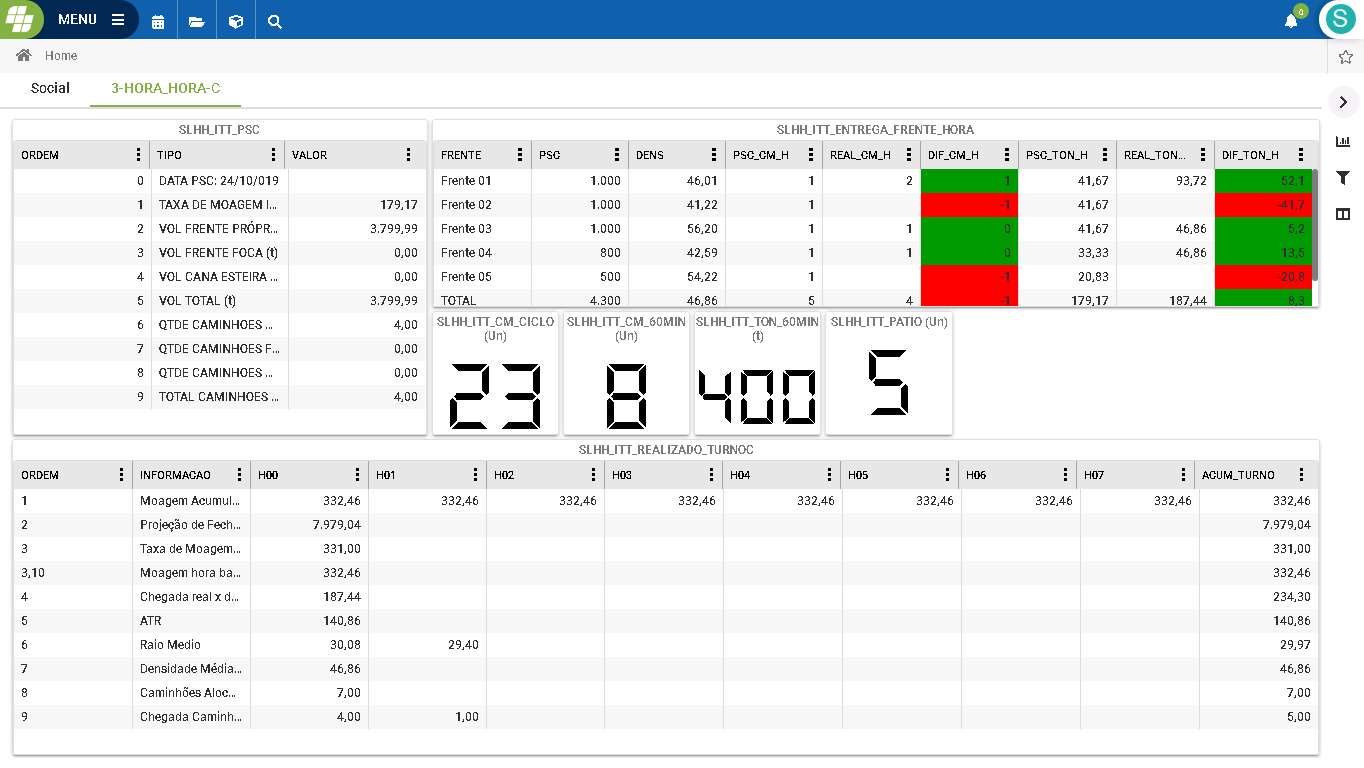 MENU
0
S
Home
Social 3-HORA_HORA-C
SLHH_ITT_PSC
ORDEM TIPO VALOR
0 DATA PSC: 24/10/019
1 TAXA DE MOAGEM I... 179,17
2 VOL FRENTE PRÓPR... 3.799,99
3 VOL FRENTE FOCA (t) 0,00
4 VOL CANA ESTEIRA ... 0,00
5 VOL TOTAL (t) 3.799,99
6 QTDE CAMINHOES ... 4,00
7 QTDE CAMINHOES F... 0,00
8 QTDE CAMINHOES ... 0,00
9 TOTAL CAMINHOES ... 4,00
SLHH_ITT_ENTREGA_FRENTE_HORA
FRENTE PSC DENS PSC_CM_H REAL_CM_H DIF_CM_H PSC_TON_H REAL_TON... DIF_TON_H
Frente 01 1.000 46,01 1 2 1 41,67 93,72 52,1
Frente 02 1.000 41,22 1 -1 41,67 -41,7
Frente 03 1.000 56,20 1 1 0 41,67 46,86 5,2
Frente 04 800 42,59 1 1 0 33,33 46,86 13,5
Frente 05 500 54,22 1 -1 20,83 -20,8
TOTAL 4.300 46,86 5 4 -1 179,17 187,44 8,3
SLHH_ITT_CM_CICLO
(Un)
23
SLHH_ITT_CM_60MIN
(Un)
8
SLHH_ITT_TON_60MIN
(t)
400
SLHH_ITT_PATIO (Un)
5
SLHH_ITT_REALIZADO_TURNOC
ORDEM INFORMACAO H00 H01 H02 H03 H04 H05 H06 H07 ACUM_TURNO
1 Moagem Acumul... 332,46 332,46 332,46 332,46 332,46 332,46 332,46 332,46 332,46
2 Projeção de Fech... 7.979,04 7.979,04
3 Taxa de Moagem... 331,00 331,00
3,10 Moagem hora ba... 332,46 332,46
4 Chegada real x d... 187,44 234,30
5 ATR 140,86 140,86
6 Raio Medio 30,08 29,40 29,97
7 Densidade Média... 46,86 46,86
8 Caminhões Aloc... 7,00 7,00
9 Chegada Caminh... 4,00 1,00 5,00